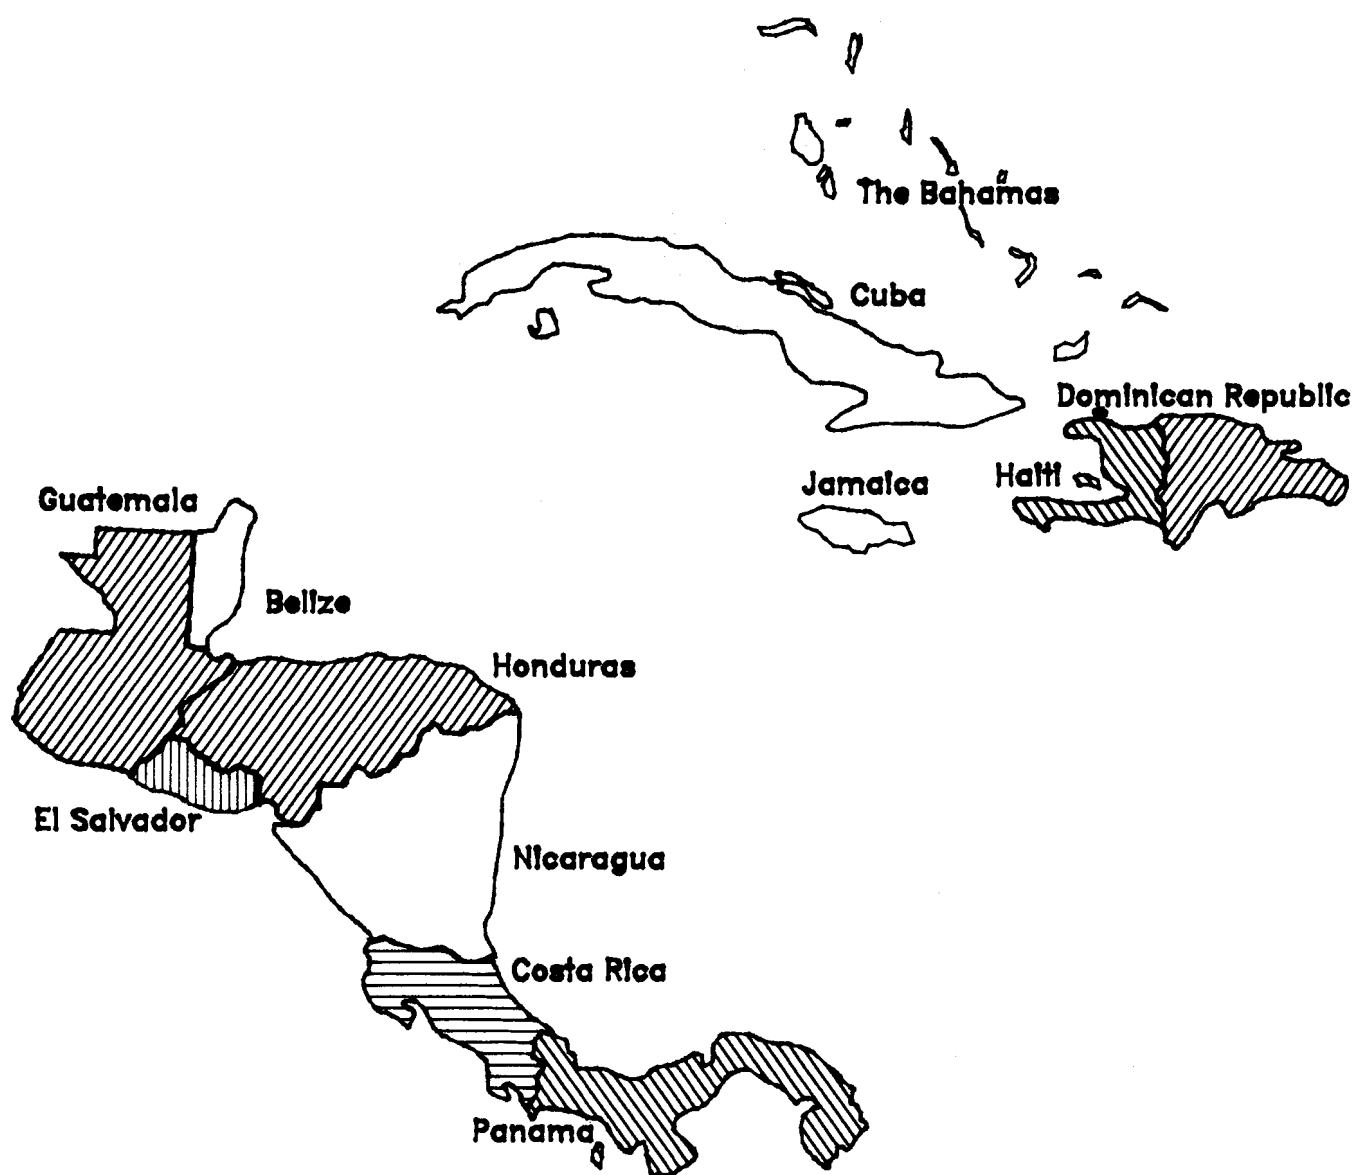 The Bahamas
Cuba
Dominican Republic
Haiti
Jamaica
Guatemala
Belize
Honduras
El Salvador
Nicaragua
Costa Rica
Panama